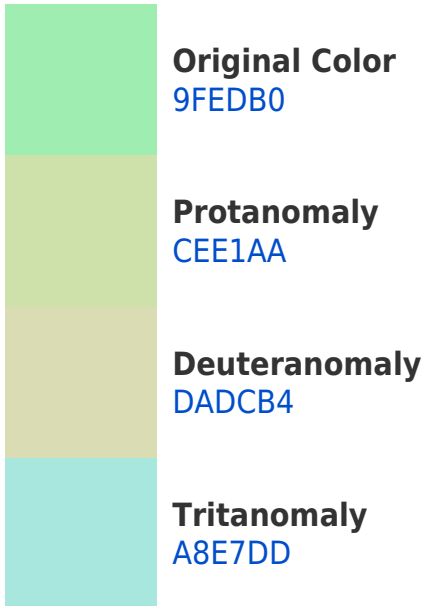 Original Color
9FEDB0
Protanomaly
CEE1AA
Deuteranomaly
DADCB4
Tritanomaly
A8E7DD